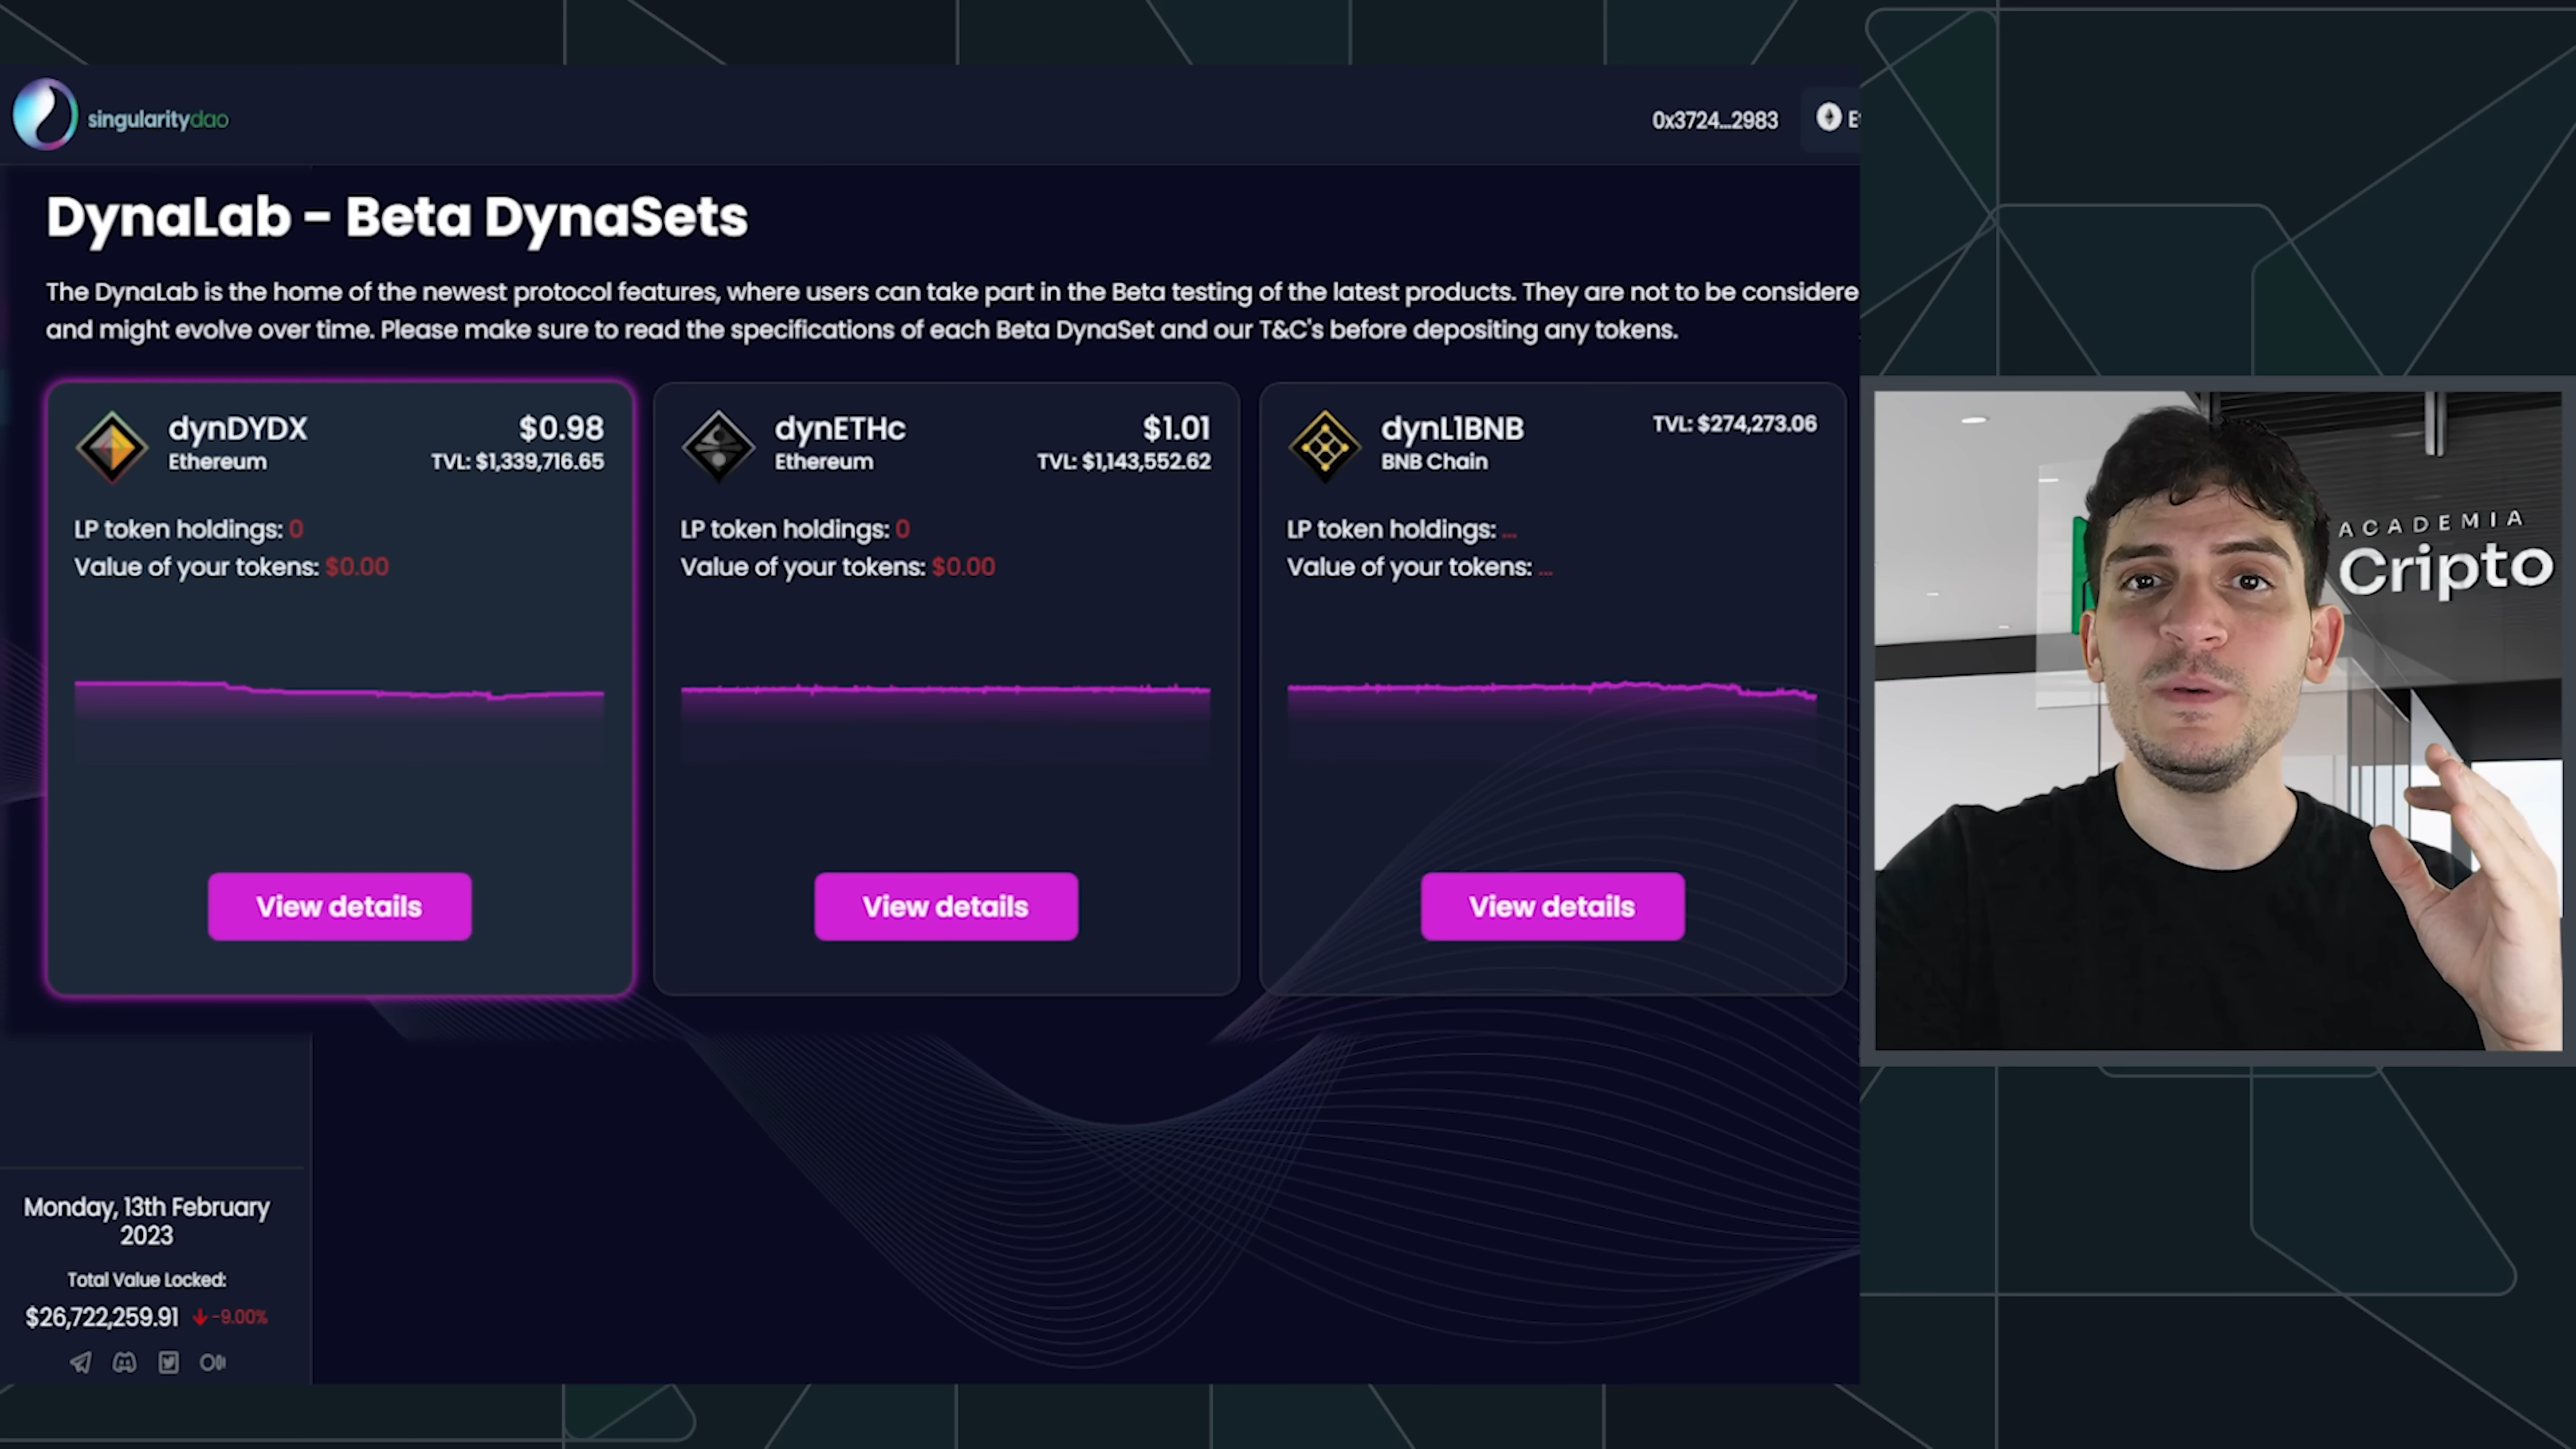 singularitydao
0x3724...2983
DynaLab - Beta DynaSets
The DynaLab is the home of the newest protocol features, where users can take part in the Beta testing of the latest products. They are not to be considere
and might evolve over time. Please make sure to read the specifications of each Beta DynaSet and our T&C's before depositing any tokens.
dynDYDX
$0.98
Ethereum
TVL: $1,339,716.65
LP token holdings: 0
Value of your tokens: $0.00
View details
dynETHc
$1.01
Ethereum
TVL: $1,143,552.62
LP token holdings: 0
Value of your tokens: $0.00
View details
dynL1BNB
TVL: $274,273.06
BNB Chain
LP token holdings: ...
Value of your tokens: ...
View details
ACADEMIA
Cripto
Monday, 13th February
2023
Total Value Locked:
$26,722,259.91 -9.00%